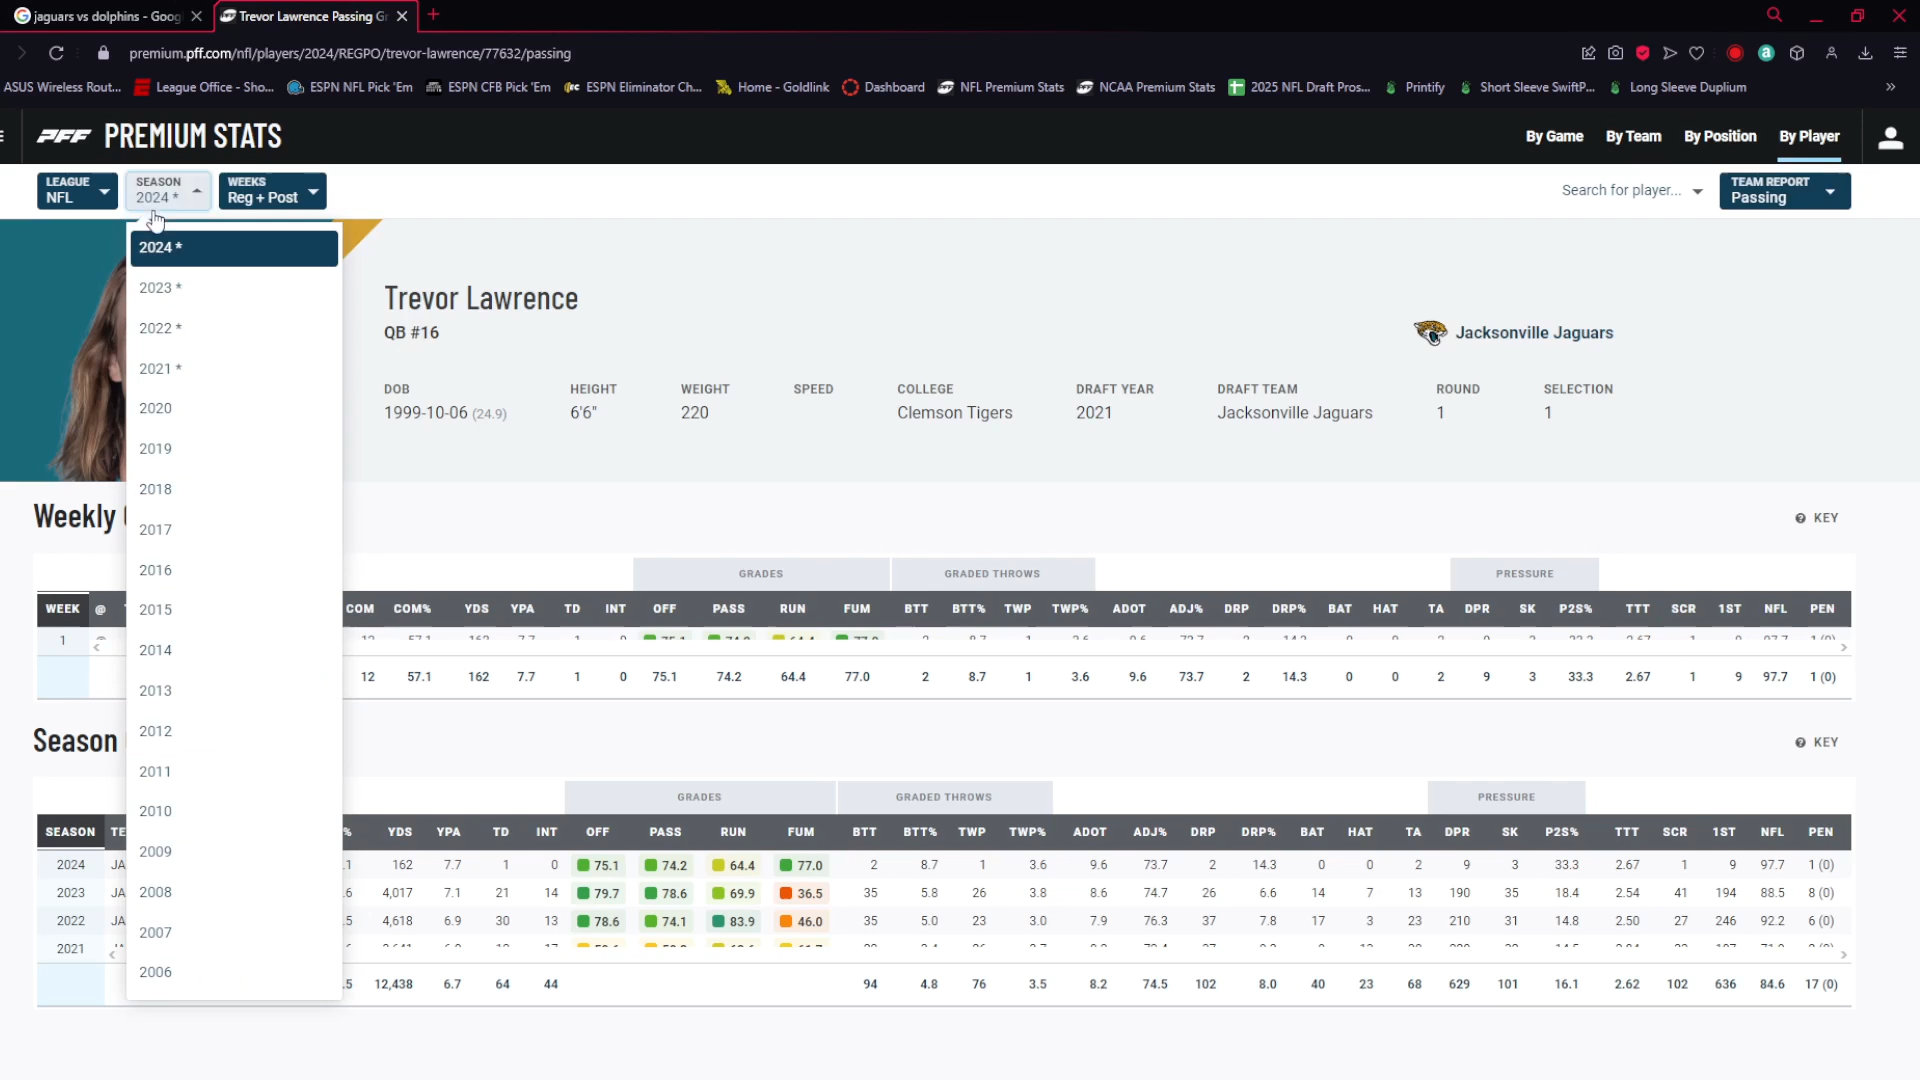 jaguars vs dolphins - Goog
Trevor Lawrence Passing Gr
premium.pff.com/nfl/players/2024/REGPO/trevor-lawrence/77632/passing
ASUS Wireless Rout... League Office - Sho... ESPN NFL Pick 'Em ESPN CFB Pick 'Em ESPN Eliminator Ch... Home - Goldlink Dashboard NFL Premium Stats NCAA Premium Stats 2025 NFL Draft Pros... Printify Short Sleeve SwiftP... Long Sleeve Duplium
PFF PREMIUM STATS By Game By Team By Position By Player
LEAGUE SEASON WEEKS TEAM REPORT
NFL 2024 * Reg + Post Search for player... Passing
2024 *
2023 *
2022 *
2021 *
2020
2019
2018
2017
2016
2015
2014
2013
2012
2011
2010
2009
2008
2007
2006
Trevor Lawrence
QB #16 Jacksonville Jaguars
DOB HEIGHT WEIGHT SPEED COLLEGE DRAFT YEAR DRAFT TEAM ROUND SELECTION
1999-10-06 (24.9) 6'6" 220 Clemson Tigers 2021 Jacksonville Jaguars 1 1
Weekly KEY
GRADES GRADED THROWS PRESSURE
WEEK @ COM COM% YDS YPA TD INT OFF PASS RUN FUM BTT BTT% TWP TWP% ADOT ADJ% DRP DRP% BAT HAT TA DPR SK P2S% TTT SCR 1ST NFL PEN
1
12 57.1 162 7.7 1 0 75.1 74.2 64.4 77.0 2 8.7 1 3.6 9.6 73.7 2 14.3 0 0 2 9 3 33.3 2.67 1 9 97.7 1 (0)
Season KEY
GRADES GRADED THROWS PRESSURE
SEASON TE % YDS YPA TD INT OFF PASS RUN FUM BTT BTT% TWP TWP% ADOT ADJ% DRP DRP% BAT HAT TA DPR SK P2S% TTT SCR 1ST NFL PEN
2024 JA .1 162 7.7 1 0 75.1 74.2 64.4 77.0 2 8.7 1 3.6 9.6 73.7 2 14.3 0 0 2 9 3 33.3 2.67 1 9 97.7 1 (0)
2023 JA .6 4,017 7.1 21 14 79.7 78.6 69.9 36.5 35 5.8 26 3.8 8.6 74.7 26 6.6 14 7 13 190 35 18.4 2.54 41 194 88.5 8 (0)
2022 JA .5 4,618 6.9 30 13 78.6 74.1 83.9 46.0 35 5.0 23 3.0 7.9 76.3 37 7.8 17 3 23 210 31 14.8 2.50 27 246 92.2 6 (0)
2021
.5 12,438 6.7 64 44 94 4.8 76 3.5 8.2 74.5 102 8.0 40 23 68 629 101 16.1 2.62 102 636 84.6 17 (0)